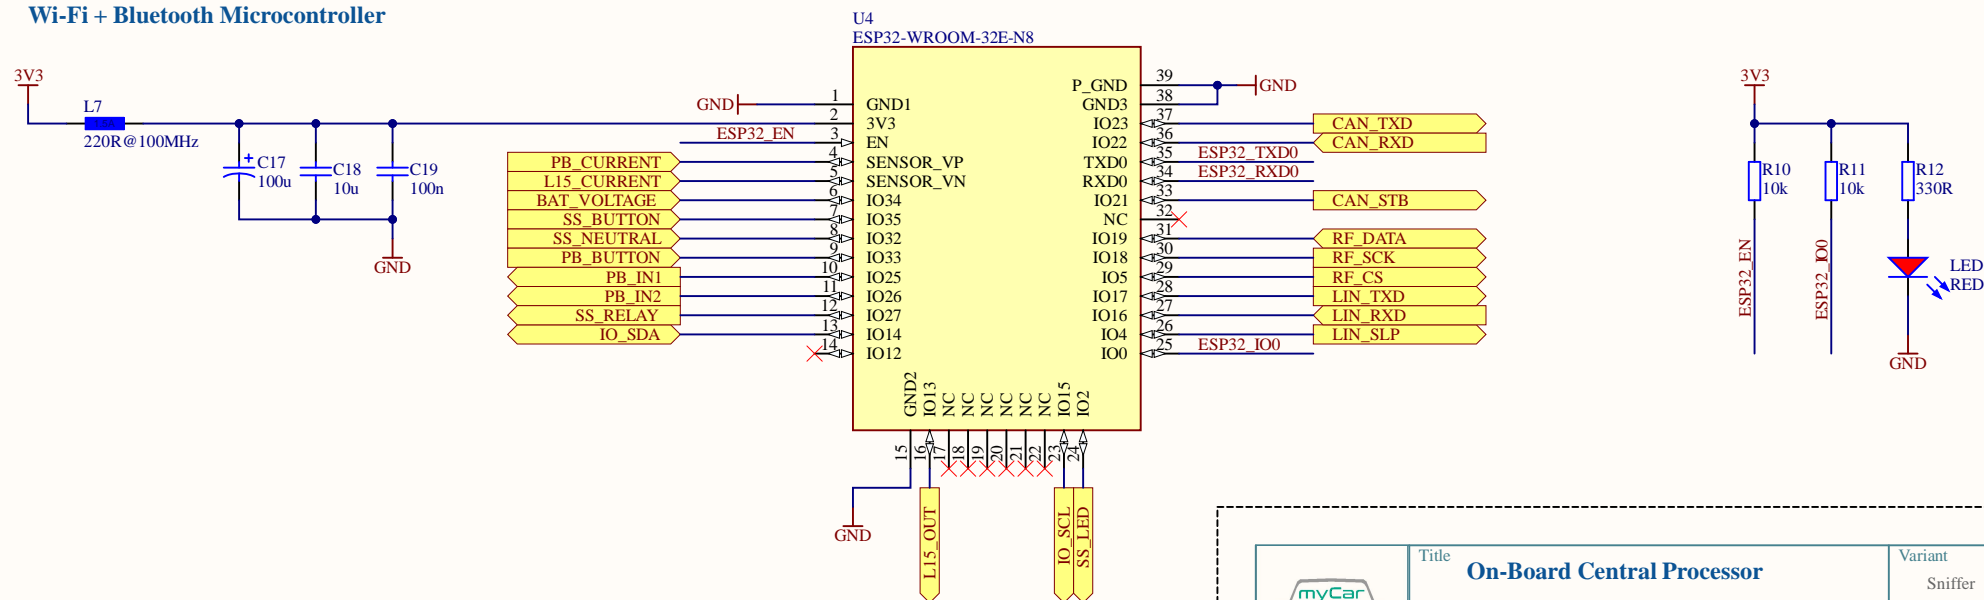 Wi-Fi + Bluetooth Microcontroller
U4
ESP32-WROOM-32E-N8
3V3
L7
220R@100MHz
C17
100u
C18
10u
C19
100n
GND
GND
ESP32_EN
PB_CURRENT
L15_CURRENT
BAT_VOLTAGE
SS_BUTTON
SS_NEUTRAL
PB_BUTTON
PB_IN1
PB_IN2
SS_RELAY
IO_SDA
1 GND1
2 3V3
3 EN
4 SENSOR_VP
5 SENSOR_VN
6 IO34
7 IO35
8 IO32
9 IO33
10 IO25
11 IO26
12 IO27
13 IO14
14 IO12
P_GND 39
GND3 38
IO23 37
IO22 36
TXD0 35
RXD0 34
IO21 33
NC 32
IO19 31
IO18 30
IO5 29
IO17 28
IO16 27
IO4 26
IO0 25
GND
CAN_TXD
CAN_RXD
ESP32_TXD0
ESP32_RXD0
CAN_STB
RF_DATA
RF_SCK
RF_CS
LIN_TXD
LIN_RXD
LIN_SLP
ESP32_IO0
GND2 15
IO13 16
NC 17
NC 18
NC 19
NC 20
NC 21
NC 22
IO15 23
IO2 24
GND
L15_OUT
IO_SCL
SS_LED
3V3
R10
10k
R11
10k
R12
330R
ESP32_EN
ESP32_IO0
LED
RED
GND
Title
On-Board Central Processor
Variant
Sniffer
myCar